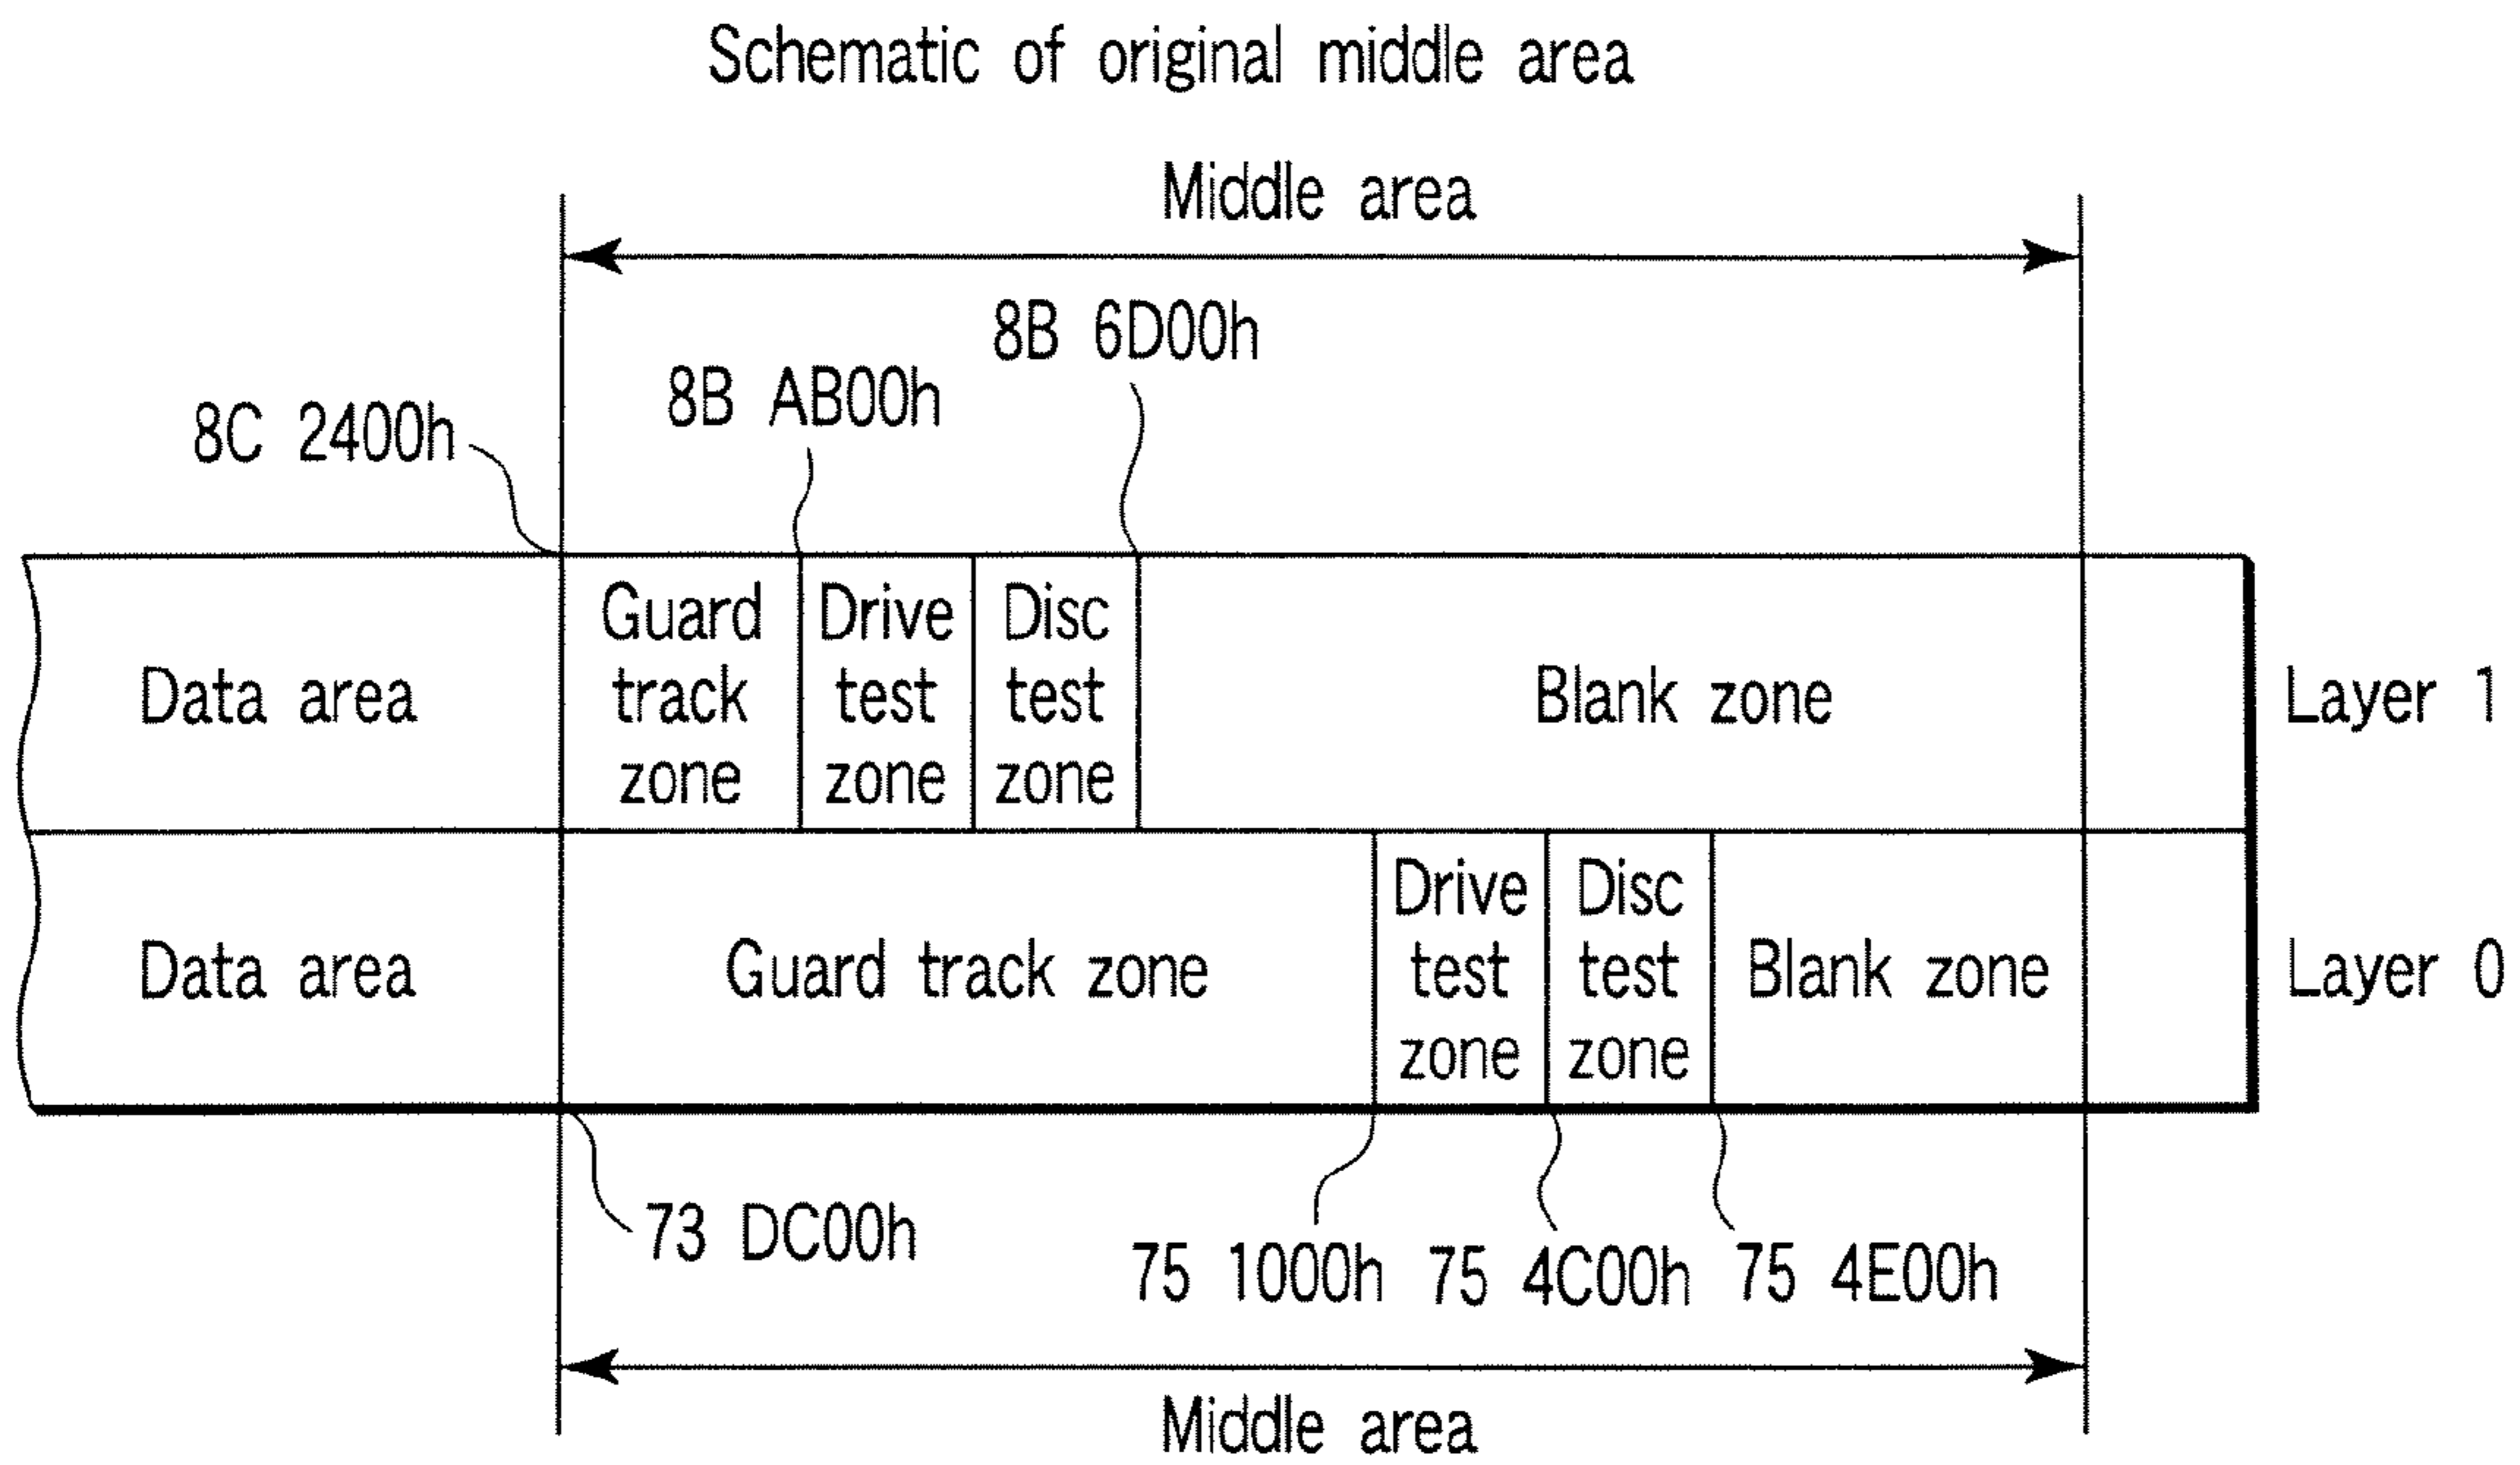 Schematic of original middle area
Middle area
8B 6D00h
8B AB00h
8C 2400h
Guard
track
zone
Drive
test
zone
Disc
test
zone
Data area
Blank zone
Layer 1
Data area
Guard track zone
Drive
test
zone
Disc
test
zone
Blank zone
Layer 0
73 DC00h
75 1000h
75 4C00h
75 4E00h
Middle area